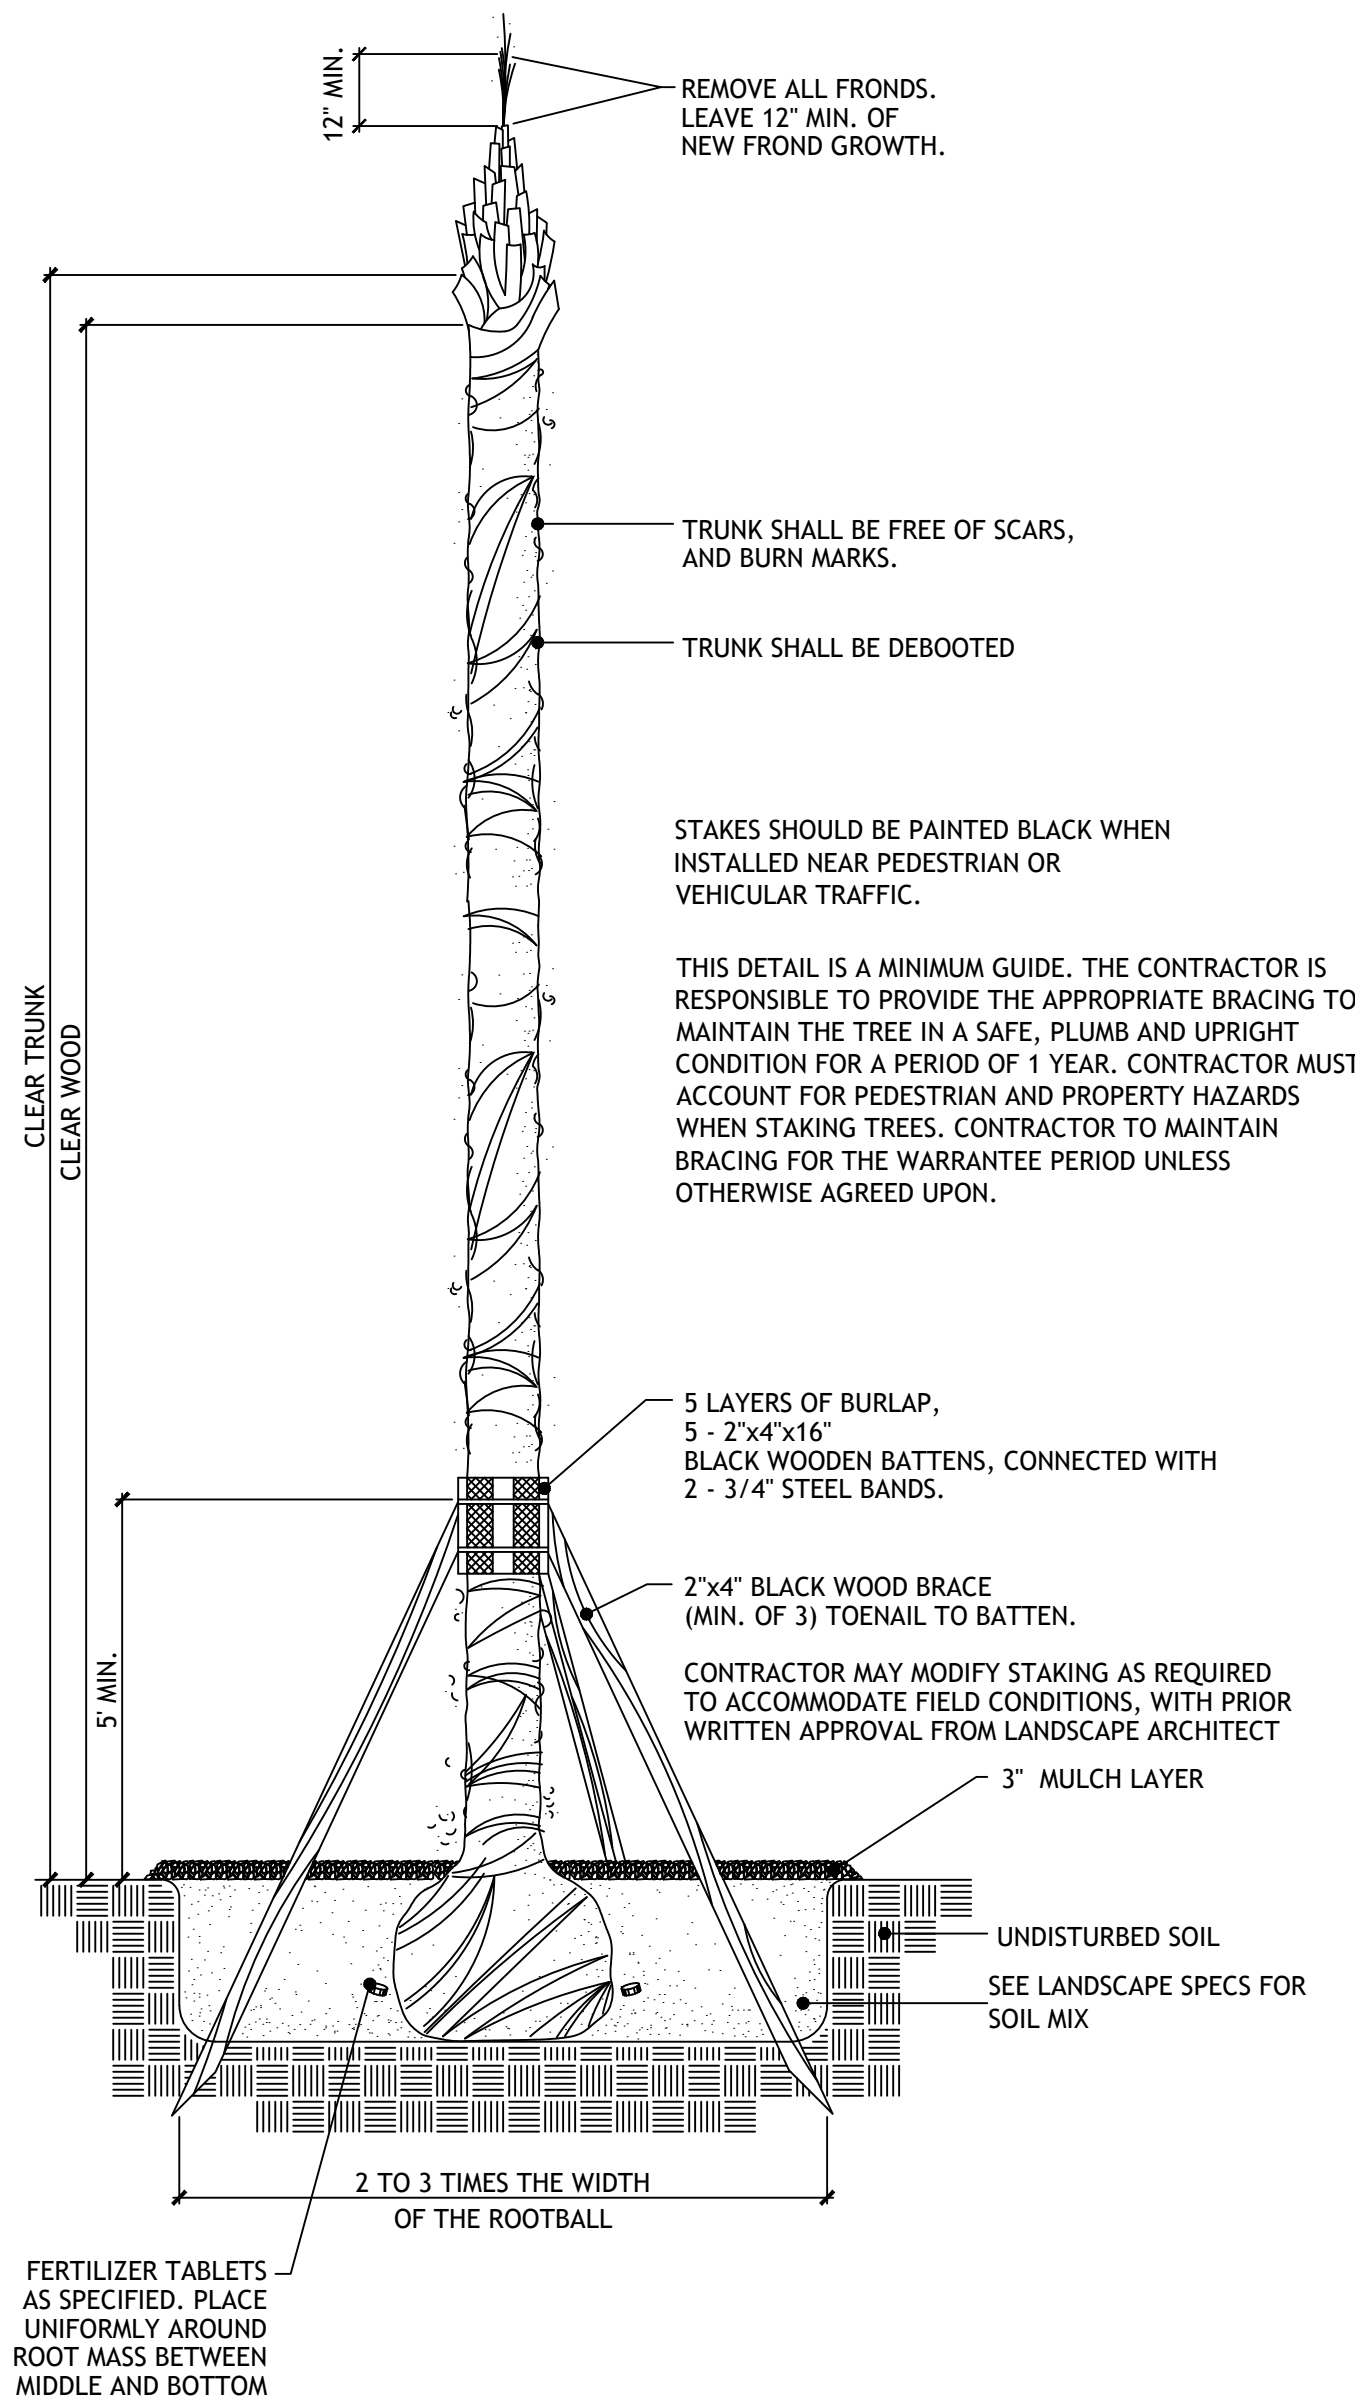 12" MIN.
REMOVE ALL FRONDS.
LEAVE 12" MIN. OF
NEW FROND GROWTH.
TRUNK SHALL BE FREE OF SCARS,
AND BURN MARKS.
TRUNK SHALL BE DEBOOTED
STAKES SHOULD BE PAINTED BLACK WHEN
INSTALLED NEAR PEDESTRIAN OR
VEHICULAR TRAFFIC.
THIS DETAIL IS A MINIMUM GUIDE. THE CONTRACTOR IS
RESPONSIBLE TO PROVIDE THE APPROPRIATE BRACING TO
MAINTAIN THE TREE IN A SAFE, PLUMB AND UPRIGHT
CONDITION FOR A PERIOD OF 1 YEAR. CONTRACTOR MUST
ACCOUNT FOR PEDESTRIAN AND PROPERTY HAZARDS
WHEN STAKING TREES. CONTRACTOR TO MAINTAIN
BRACING FOR THE WARRANTEE PERIOD UNLESS
OTHERWISE AGREED UPON.
CLEAR TRUNK
CLEAR WOOD
5 LAYERS OF BURLAP,
5 - 2"x4"x16"
BLACK WOODEN BATTENS, CONNECTED WITH
2 - 3/4" STEEL BANDS.
2"x4" BLACK WOOD BRACE
(MIN. OF 3) TOENAIL TO BATTEN.
5' MIN.
CONTRACTOR MAY MODIFY STAKING AS REQUIRED
TO ACCOMMODATE FIELD CONDITIONS, WITH PRIOR
WRITTEN APPROVAL FROM LANDSCAPE ARCHITECT
3" MULCH LAYER
UNDISTURBED SOIL
SEE LANDSCAPE SPECS FOR
SOIL MIX
2 TO 3 TIMES THE WIDTH
OF THE ROOTBALL
FERTILIZER TABLETS
AS SPECIFIED. PLACE
UNIFORMLY AROUND
ROOT MASS BETWEEN
MIDDLE AND BOTTOM